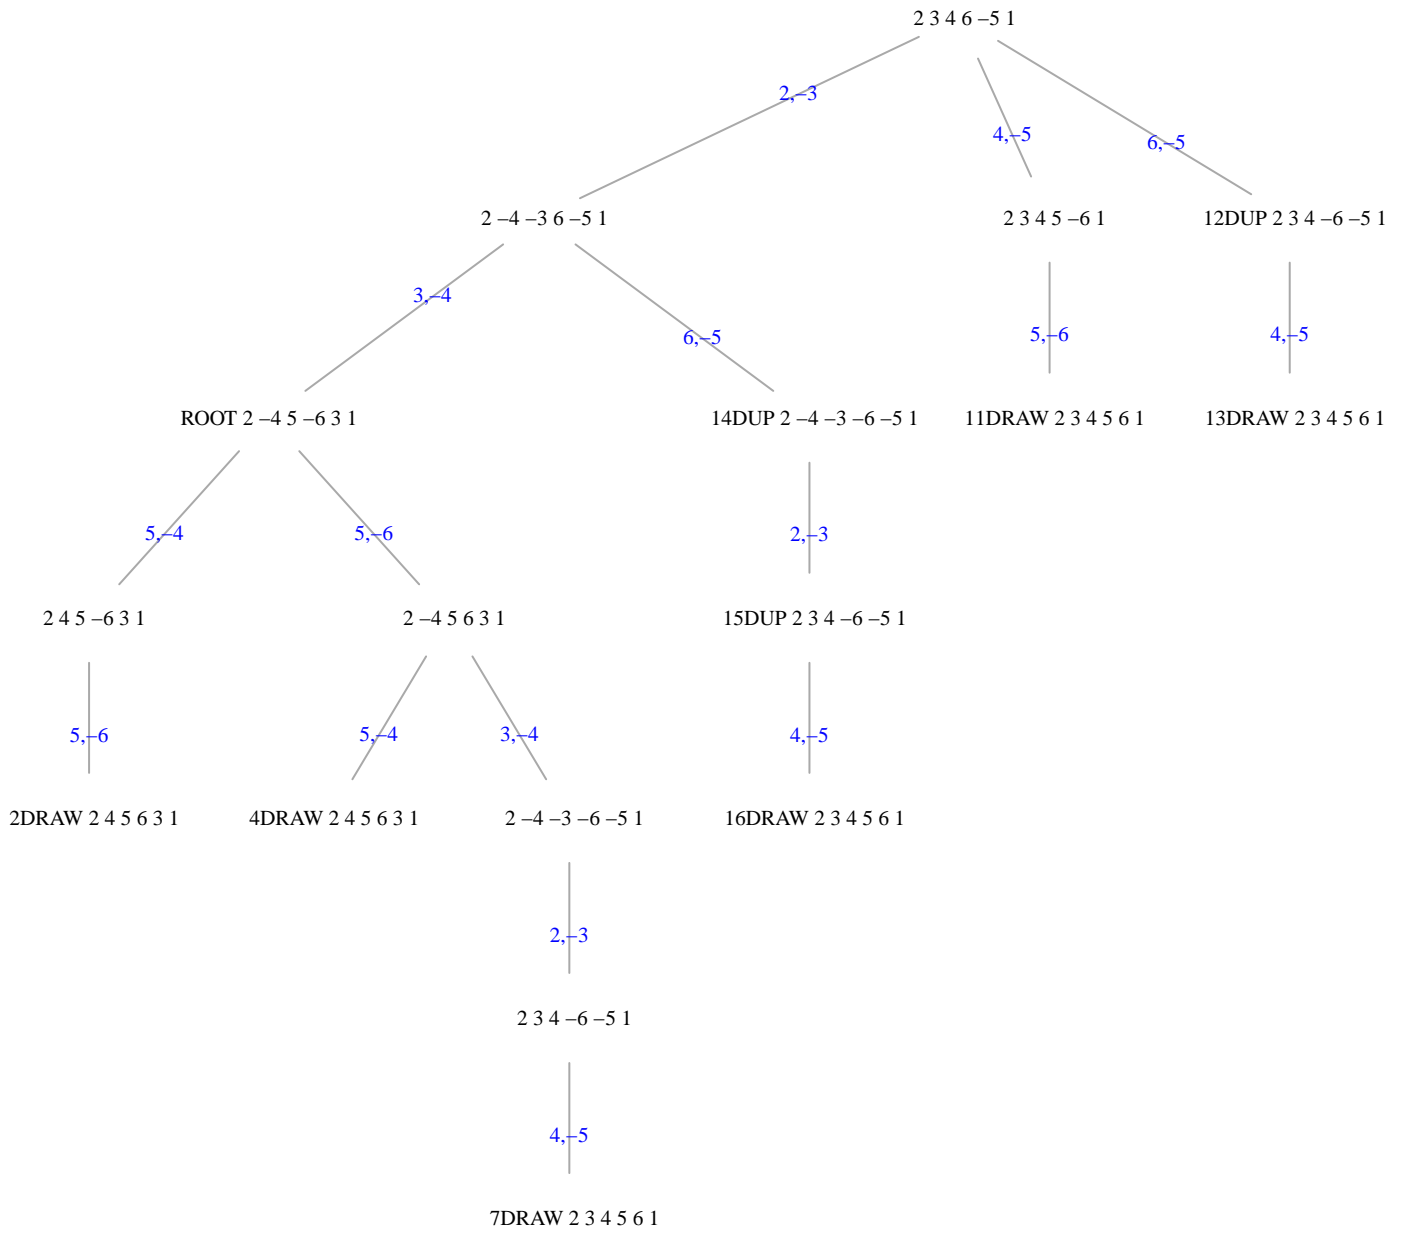 2 3 4 6 –5 1
2,–3
4,–5
6,–5
2 –4 –3 6 –5 1
2 3 4 5 –6 1
12DUP 2 3 4 –6 –5 1
3,–4
6,–5
5,–6
4,–5
ROOT 2 –4 5 –6 3 1
14DUP 2 –4 –3 –6 –5 1
11DRAW 2 3 4 5 6 1
13DRAW 2 3 4 5 6 1
5,–4
5,–6
2,–3
2 4 5 –6 3 1
2 –4 5 6 3 1
15DUP 2 3 4 –6 –5 1
5,–6
5,–4
3,–4
4,–5
2DRAW 2 4 5 6 3 1
4DRAW 2 4 5 6 3 1
2 –4 –3 –6 –5 1
16DRAW 2 3 4 5 6 1
2,–3
2 3 4 –6 –5 1
4,–5
7DRAW 2 3 4 5 6 1